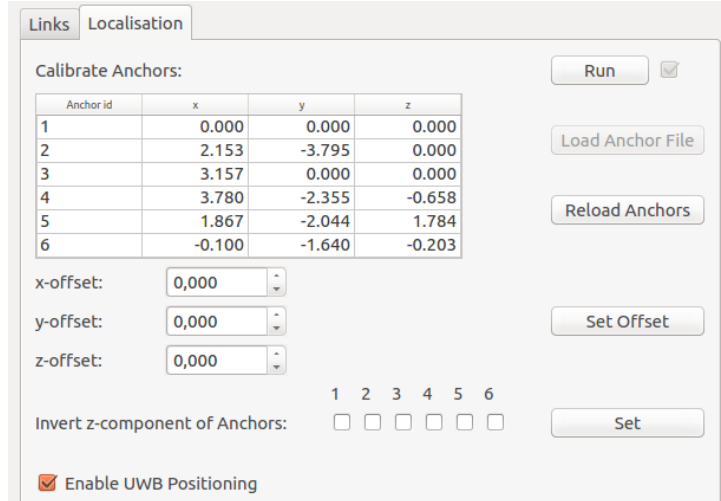 Links Localisation
Calibrate Anchors: Run
Anchor id x y z
1 0.000 0.000 0.000
2 2.153 -3.795 0.000
3 3.157 0.000 0.000
4 3.780 -2.355 -0.658
5 1.867 -2.044 1.784
6 -0.100 -1.640 -0.203
Load Anchor File
Reload Anchors
x-offset: 0,000
y-offset: 0,000 Set Offset
z-offset: 0,000
1 2 3 4 5 6
Invert z-component of Anchors: Set
Enable UWB Positioning